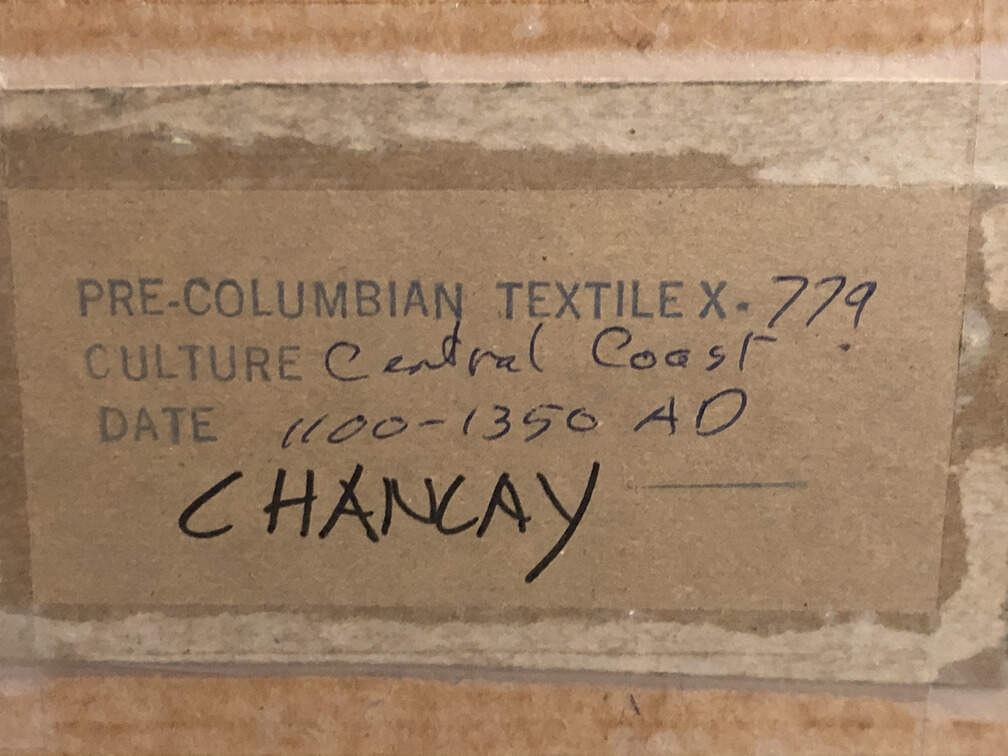 PRE-COLUMBIAN TEXTILE X-779
CULTURE Central Coast
DATE 1100-1350 AD
CHANCAY